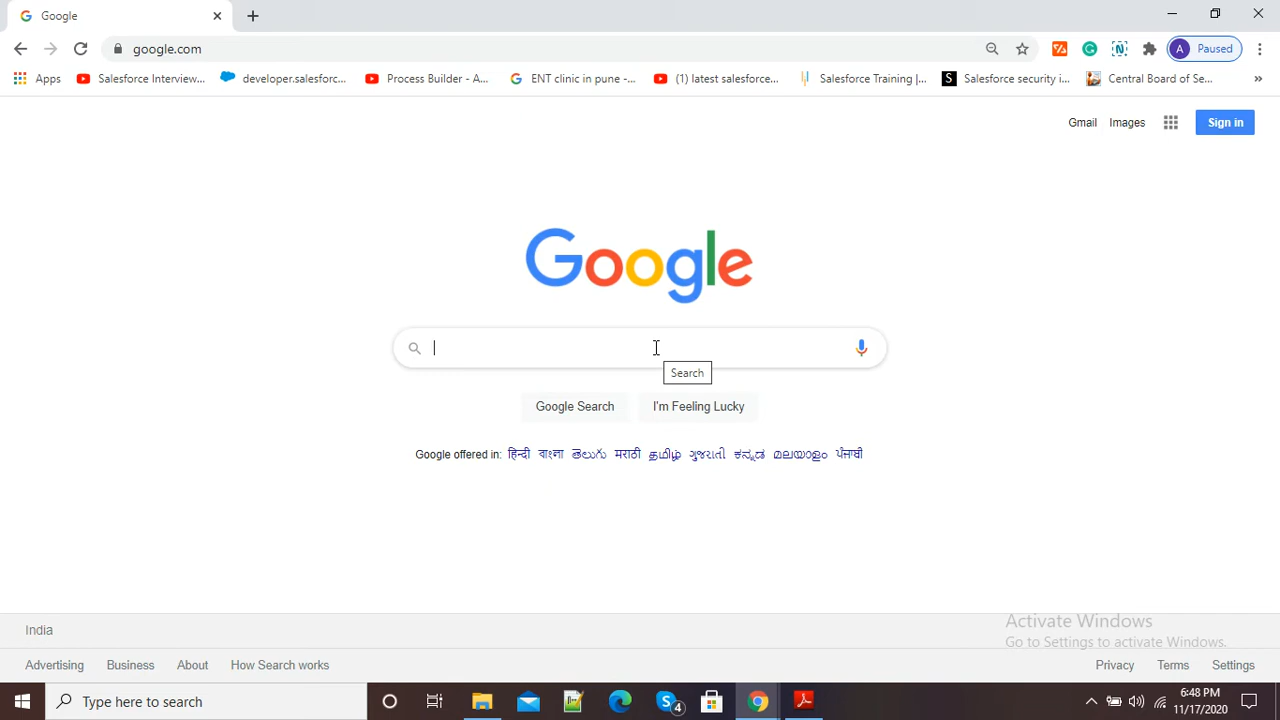 Google
google.com
A Paused
Apps Salesforce Interview... developer.salesforc... Process Builder - A... ENT clinic in pune -... (1) latest salesforce... Salesforce Training |... S Salesforce security i... Central Board of Se... »
Gmail Images Sign in
Google
Search
Google Search I'm Feeling Lucky
Google offered in: हिन्दी বাংলা తెలుగు मराठी தமிழ் ગુજરાતી ಕನ್ನಡ മലയാളം ਪੰਜਾਬੀ
Activate Windows
Go to Settings to activate Windows.
India
Advertising Business About How Search works Privacy Terms Settings
Type here to search
4
6:48 PM
11/17/2020